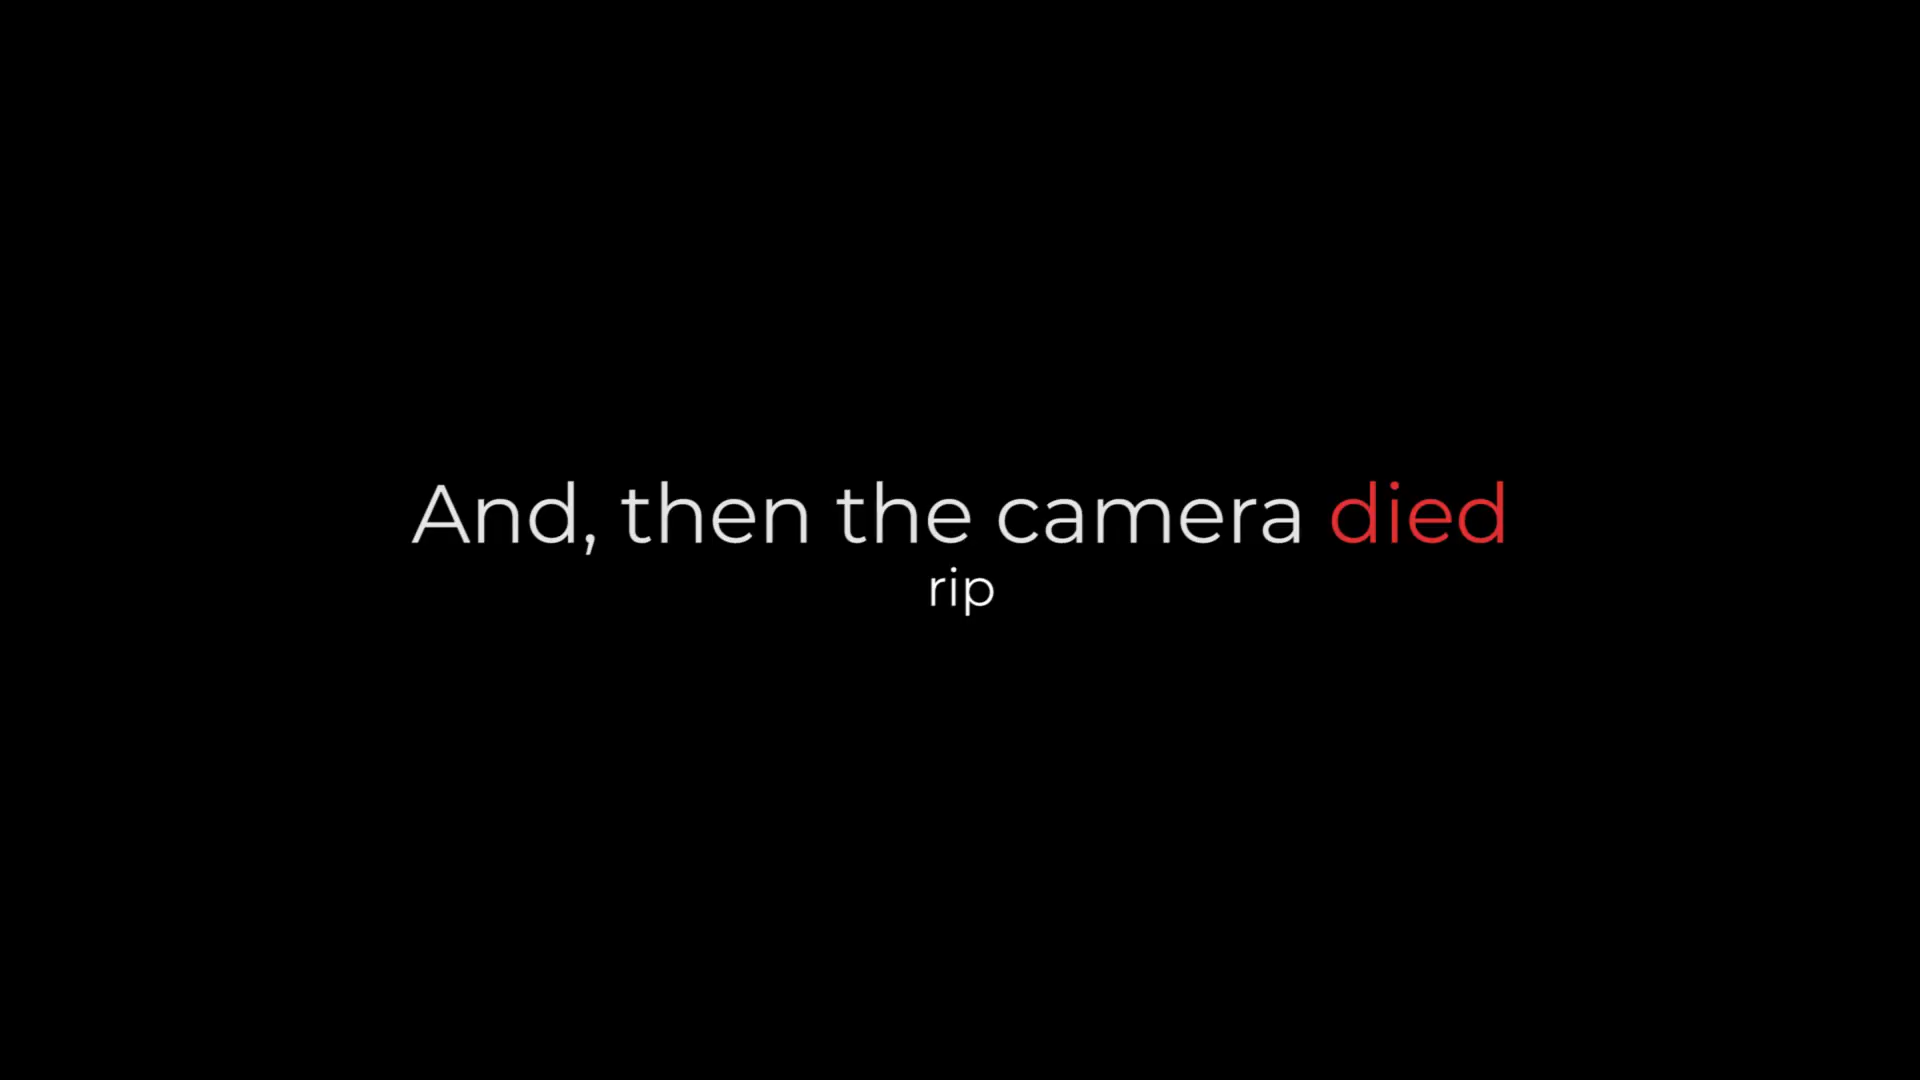 And, then the camera died
rip